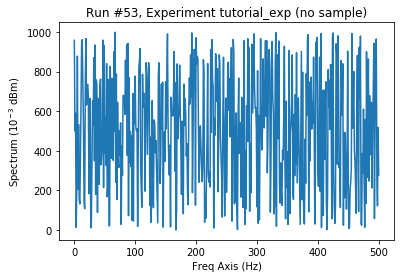 Run #53, Experiment tutorial_exp (no sample)
1000
800
600
400
200
0
Spectrum (10⁻³ dBm)
0 100 200 300 400 500
Freq Axis (Hz)